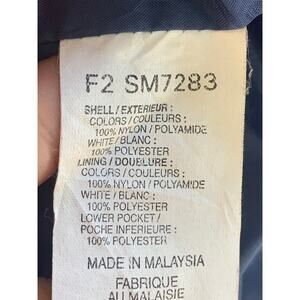 F2 SM7283
SHELL/EXTERIEUR :
COLORS/COULEURS :
100% NYLON / POLYAMIDE
WHITE/BLANC :
100% POLYESTER
LINING / DOUBLURE :
COLORS / COULEURS :
100% NYLON / POLYAMIDE
WHITE / BLANC :
100% POLYESTER
LOWER POCKET /
POCHE INFERIEURE :
100% POLYESTER
MADE IN MALAYSIA
FABRIQUE
AU MALAISIE